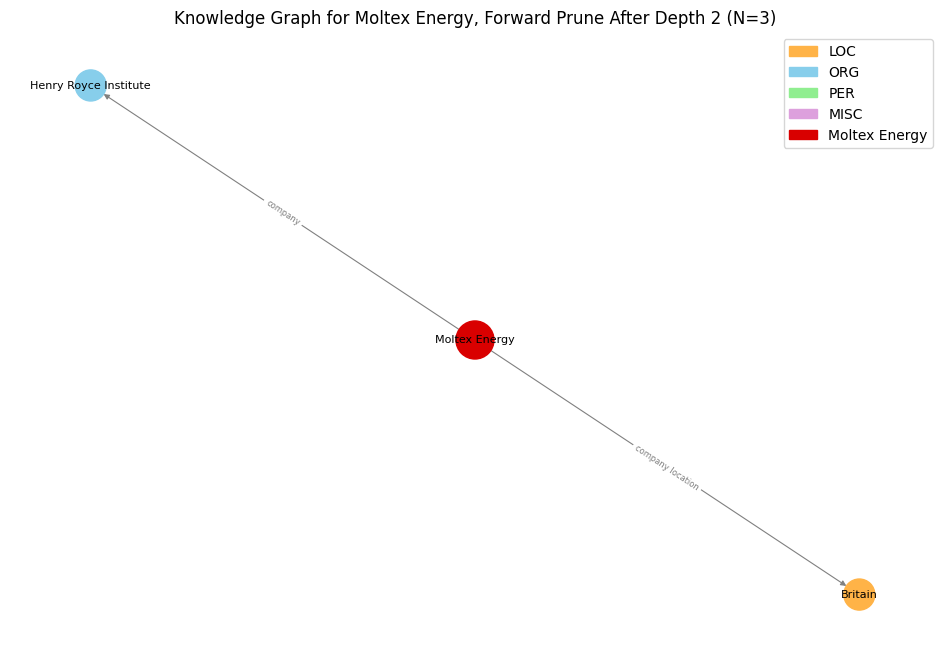 Knowledge Graph for Moltex Energy, Forward Prune After Depth 2 (N=3)
LOC
ORG
PER
MISC
Moltex Energy
Henry Royce Institute
company
Moltex Energy
company location
Britain